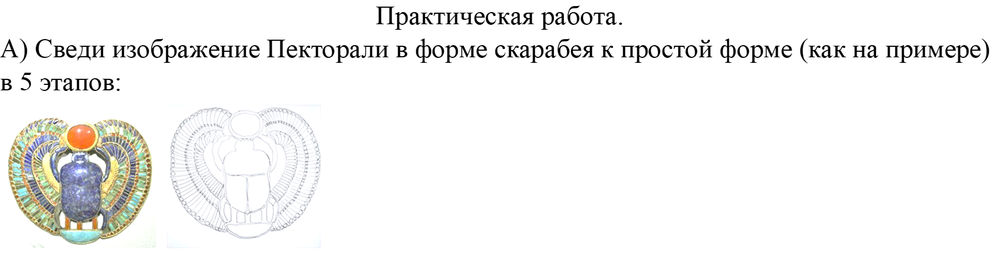 Практическая работа.
А) Сведи изображение Пекторали в форме скарабея к простой форме (как на примере)
в 5 этапов: